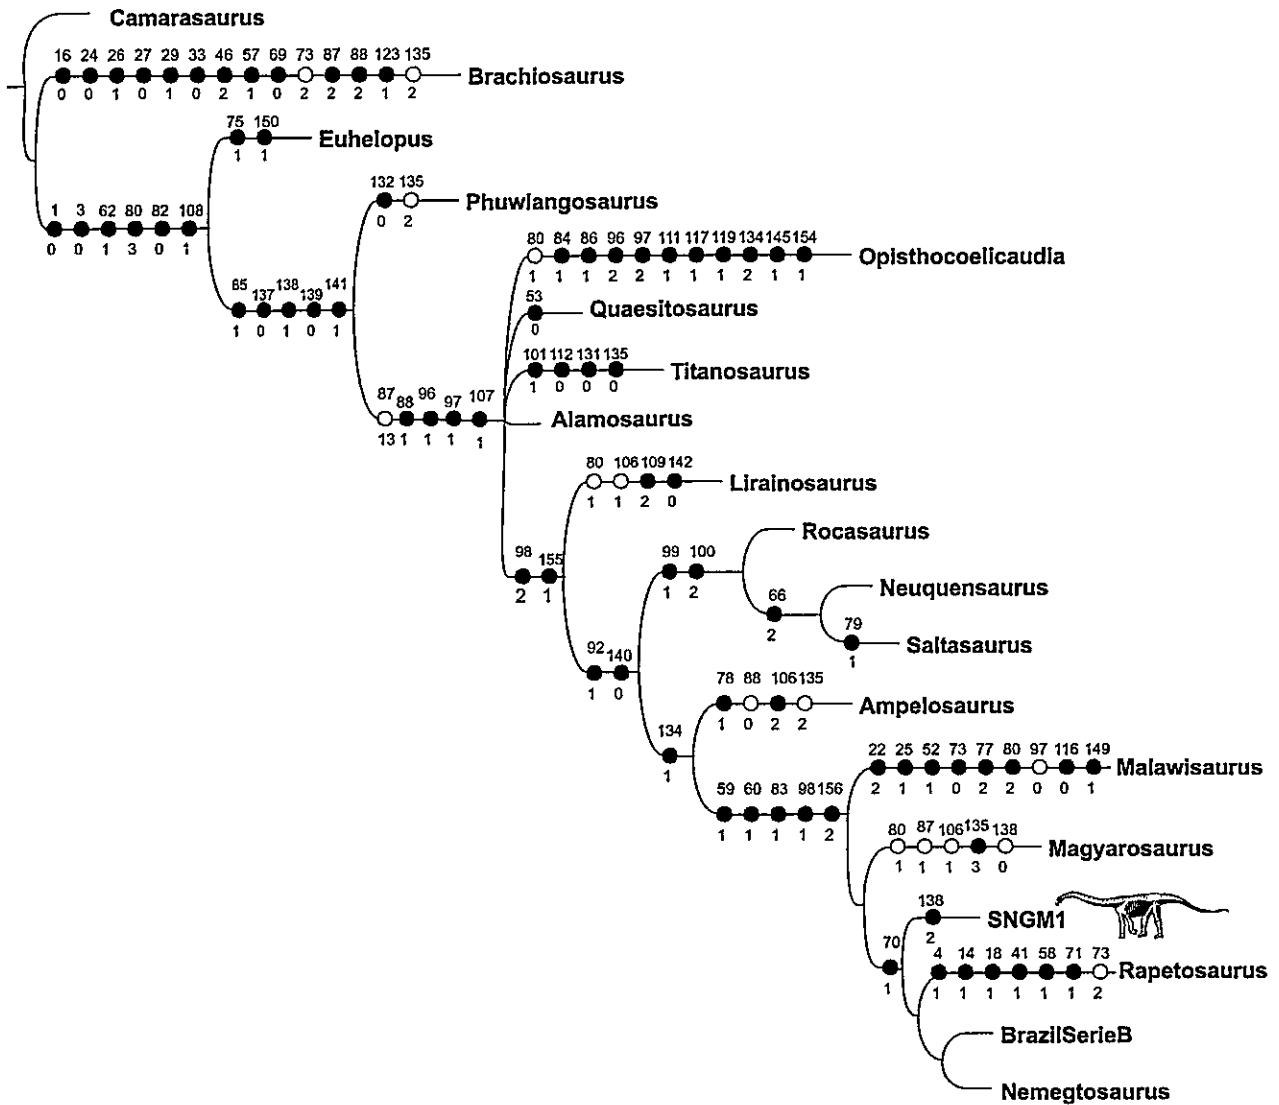 Camarasaurus
16 24 26 27 29 33 46 57 69 73 87 88 123 135
Brachiosaurus
0 0 1 0 1 0 2 1 0 2 2 2 1 2
75 150
Euhelopus
1 1
132 135
Phuwiangosaurus
0 2
1 3 62 80 82 108
0 0 1 3 0 1
80 84 86 96 97 111 117 119 134 145 154
Opisthocoelicaudia
1 1 1 2 2 1 1 1 2 1 1
85 137 138 139 141
1 0 1 0 1
53
Quaesitosaurus
0
101 112 131 135
Titanosaurus
1 0 0 0
87 88 96 97 107
Alamosaurus
13 1 1 1 1
80 106 109 142
Lirainosaurus
1 1 2 0
Rocasaurus
98 155
2 1
99 100
1 2
Neuquensaurus
66
2
79
Saltasaurus
1
92 140
1 0
78 88 106 135
Ampelosaurus
1 0 2 2
134
1
22 25 52 73 77 80 97 116 149
Malawisaurus
2 1 1 0 2 2 0 0 1
59 60 83 98 156
1 1 1 1 2
80 87 106 135 138
Magyarosaurus
1 1 1 3 0
138
SNGM1
2
70
1
4 14 18 41 58 71 73
Rapetosaurus
1 1 1 1 1 1 2
BrazilSerieB
Nemegtosaurus